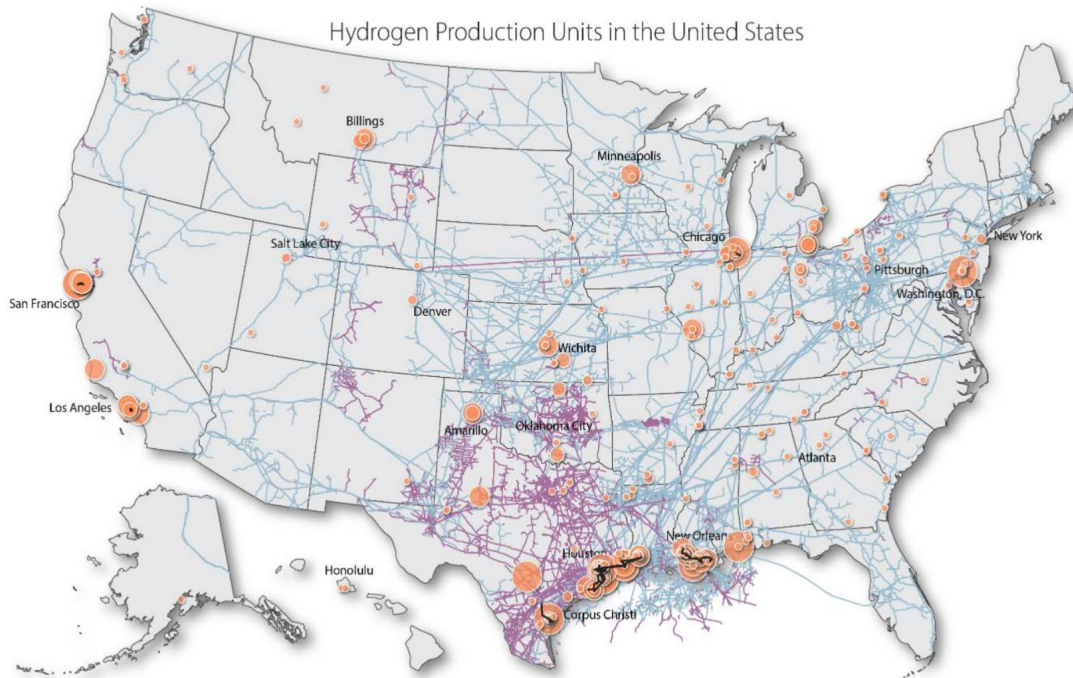 Hydrogen Production Units in the United States
Billings
Minneapolis
Salt Lake City
Chicago
New York
Pittsburgh
San Francisco
Denver
Washington, D.C.
Wichita
Los Angeles
Amarillo
Oklahoma City
Atlanta
New Orleans
Houston
Honolulu
Corpus Christi